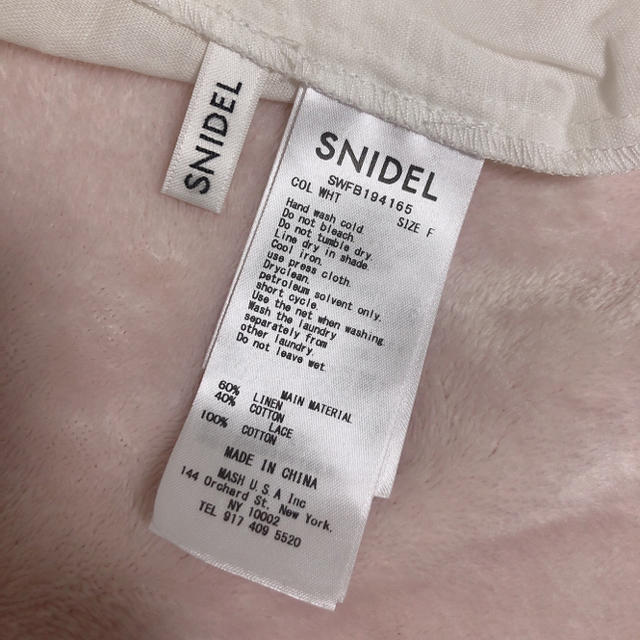 SNIDEL
SNIDEL
SWFB194165
COL WHT SIZE F
Hand wash cold.
Do not bleach.
Do not tumble dry.
Line dry in shade.
Cool iron.
use press cloth.
Dryclean.
petroleum solvent only.
short cycle.
Use the net when washing.
Wash the laundry
separately from
other laundry.
Do not leave wet.
MAIN MATERIAL
60% LINEN
40% COTTON
LACE
100% COTTON
MADE IN CHINA
MASH U.S.A Inc
144 Orchard St. New York.
NY 10002
TEL 917 409 5520